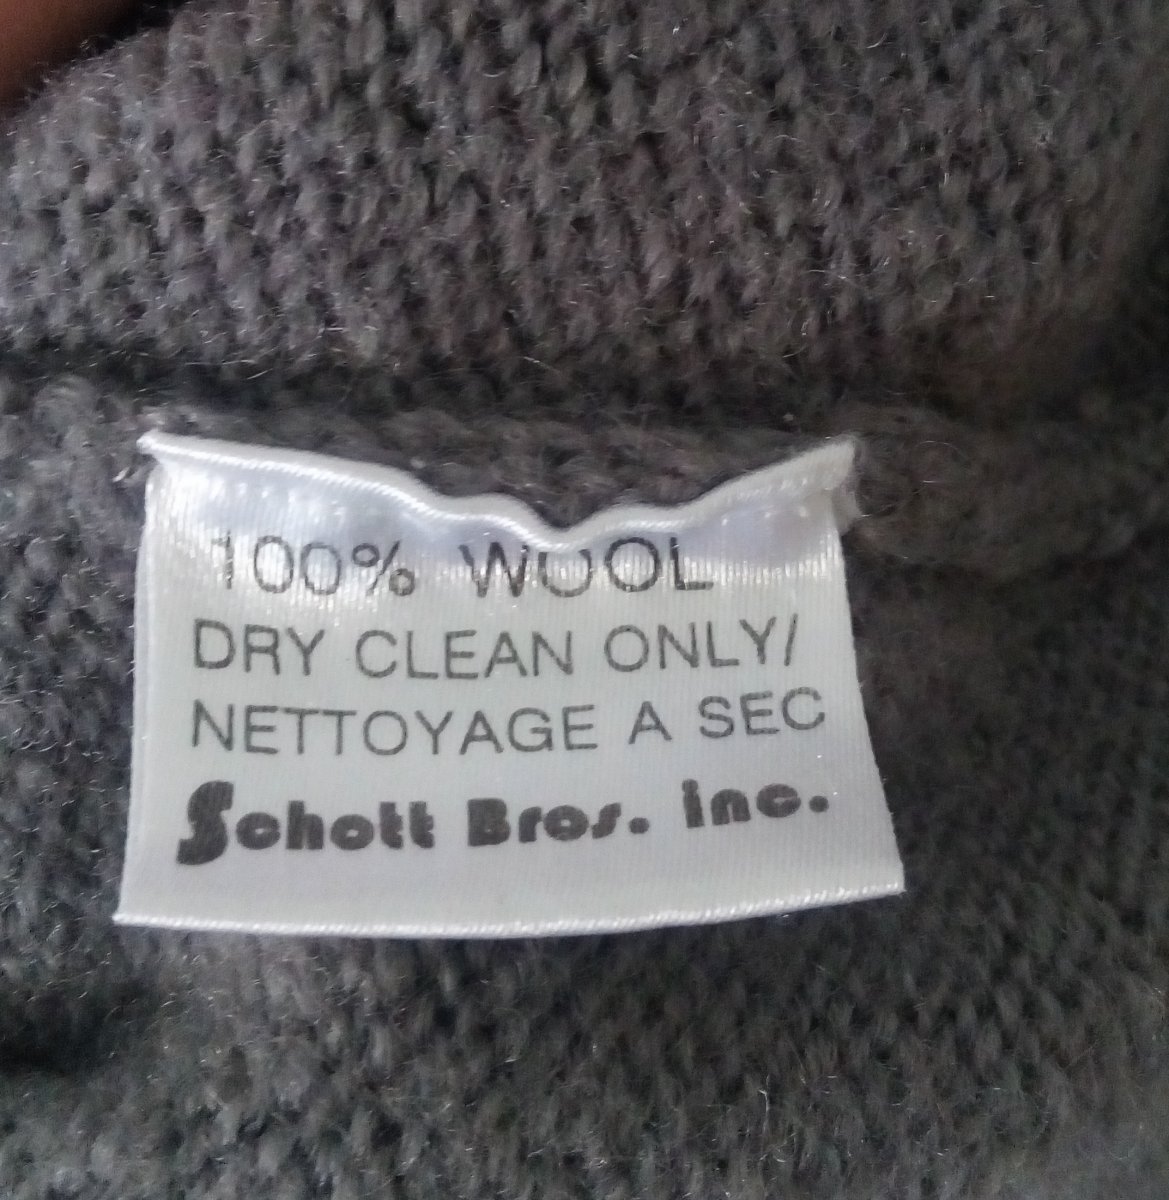 100% WOOL
DRY CLEAN ONLY/
NETTOYAGE A SEC
Schott Bros. inc.